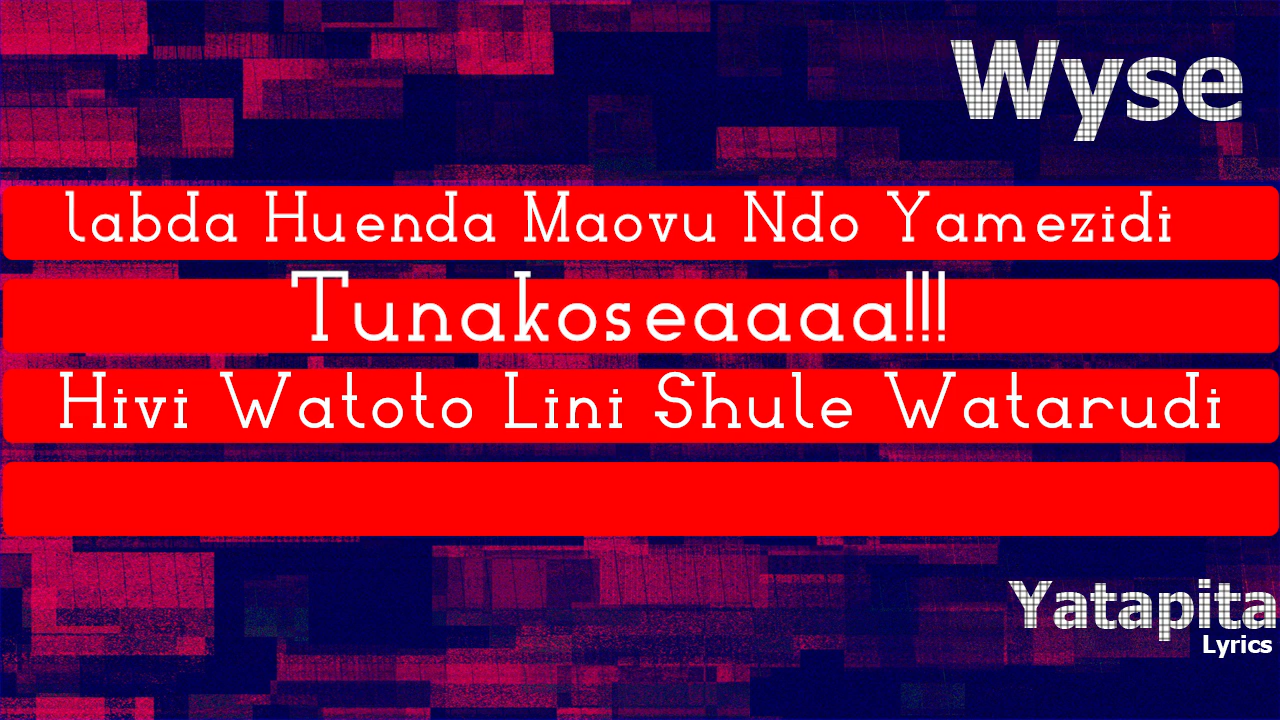 Wyse
labda Huenda Maovu Ndo Yamezidi
Tunakoseaaaa!!!
Hivi Watoto Lini Shule Watarudi
Yatapita
Lyrics